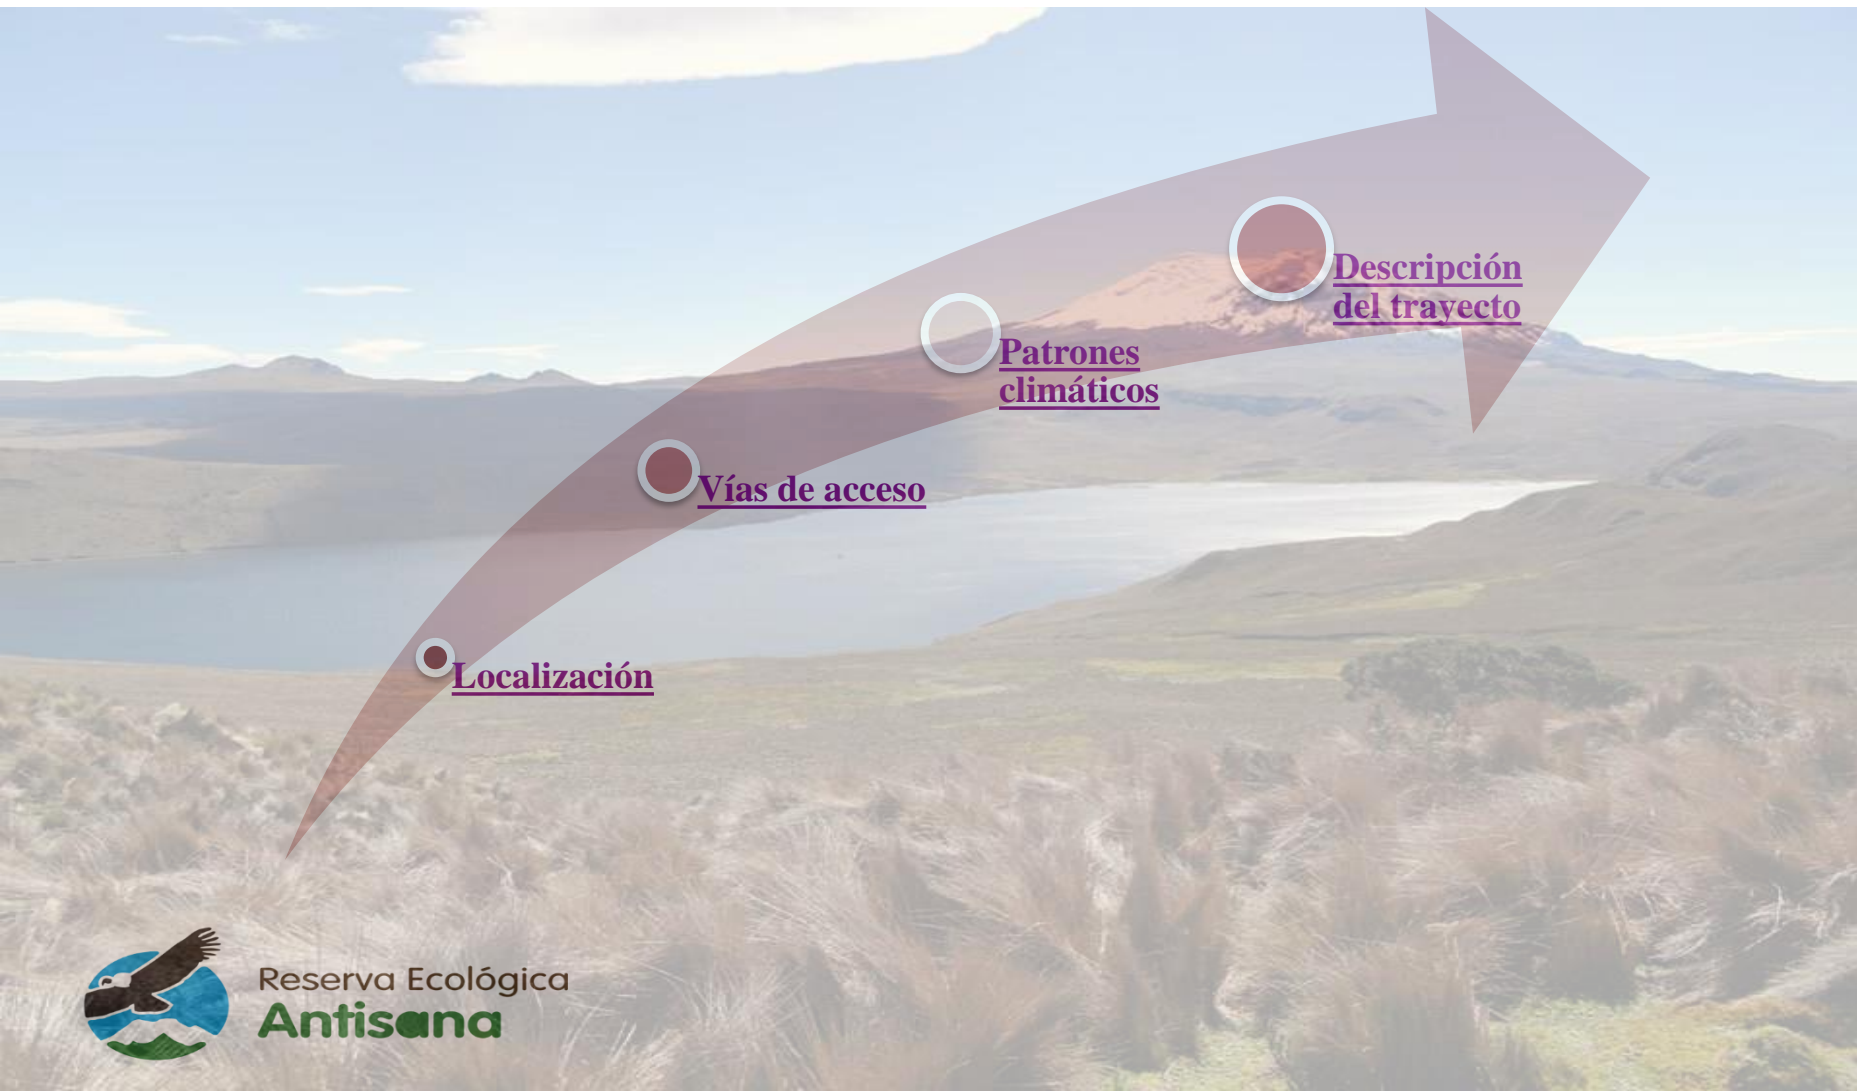 Descripción
del trayecto
Patrones
climáticos
Vías de acceso
Localización
Reserva Ecológica
Antisana